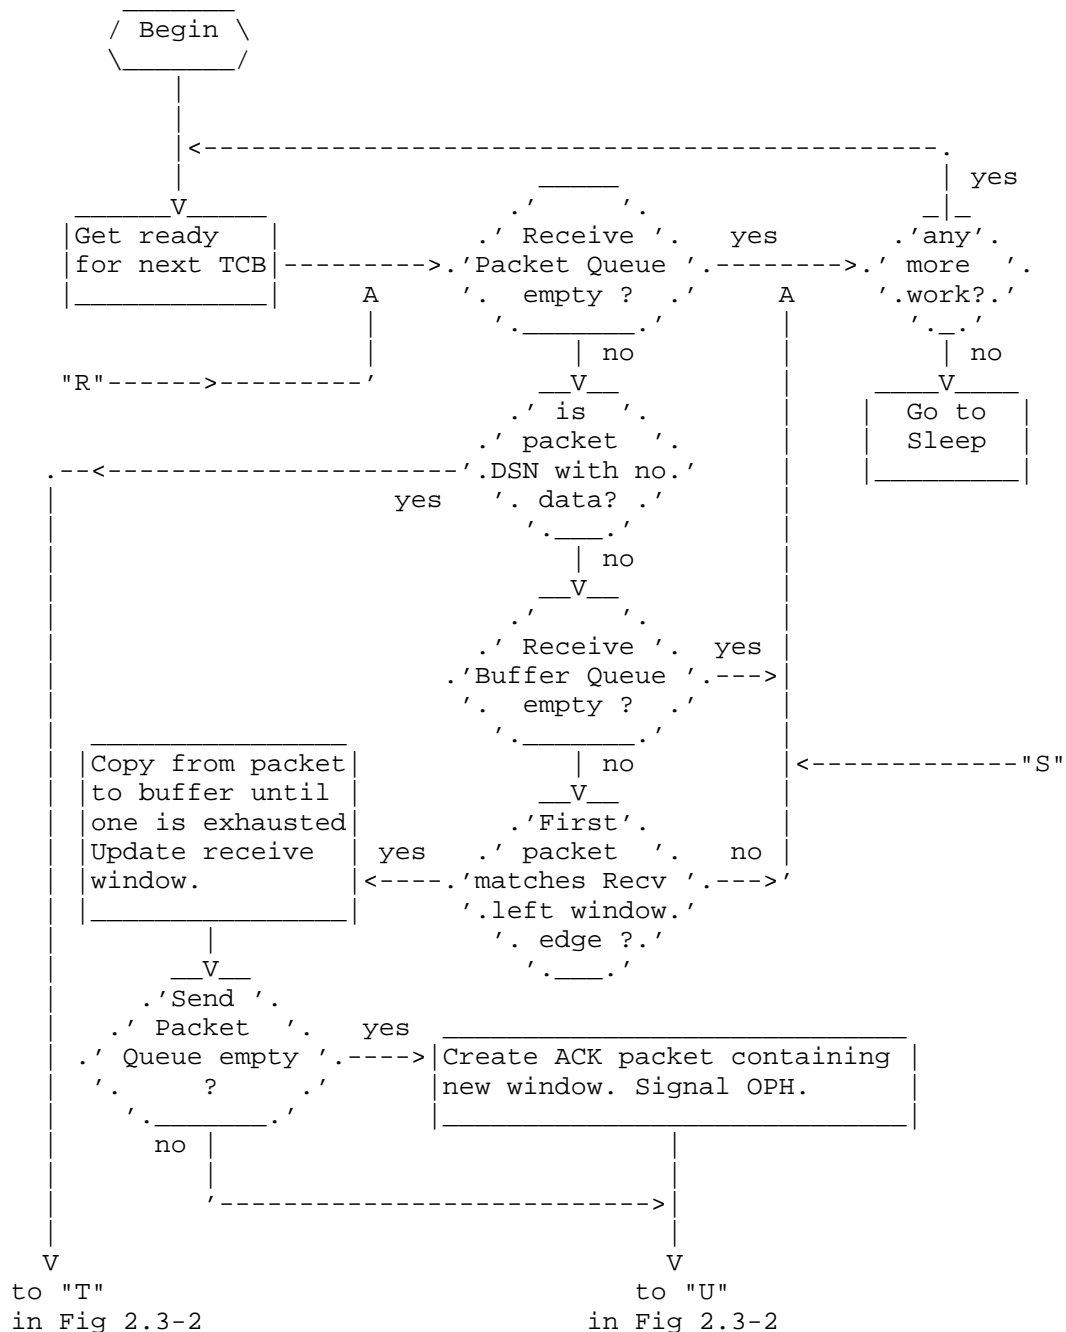 Begin
yes
Get ready
for next TCB
Receive
Packet Queue
empty ?
yes
any
more
work?
no
no
"R"
is
packet
DSN with no
data?
yes
Go to
Sleep
no
Receive
Buffer Queue
empty ?
yes
no
"S"
Copy from packet
to buffer until
one is exhausted
Update receive
window.
yes
First
packet
matches Recv
left window
edge ?
no
Send
Packet
Queue empty
?
yes
Create ACK packet containing
new window. Signal OPH.
no
to "T"
in Fig 2.3-2
to "U"
in Fig 2.3-2